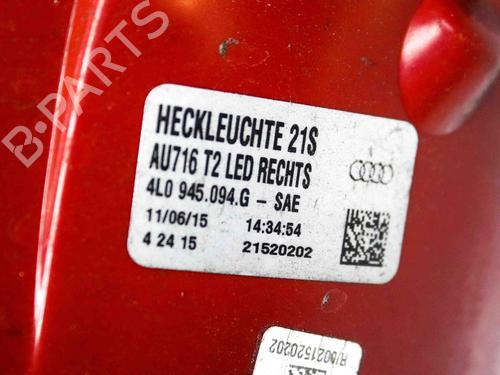 B-PARTS
HECKLEUCHTE 21S
AU716 T2 LED RECHTS
4L0 945.094.G - SAE
11/06/15 14:34:54
4 24 15 21520202
R/5021520202